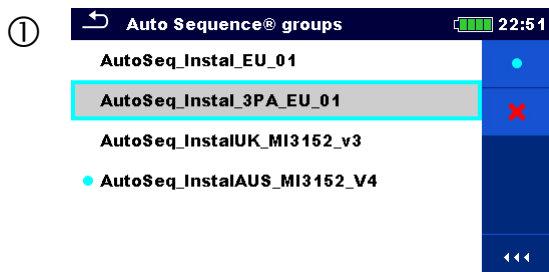 ①
Auto Sequence® groups 22:51
AutoSeq_Instal_EU_01
AutoSeq_Instal_3PA_EU_01
AutoSeq_InstalUK_MI3152_v3
AutoSeq_InstalAUS_MI3152_V4